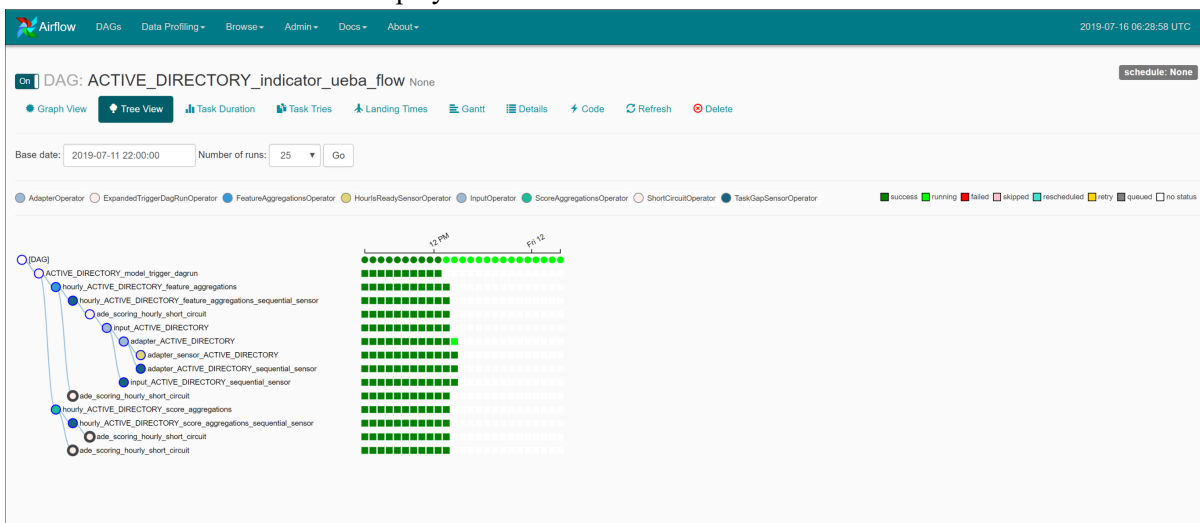 Airflow DAGs Data Profiling Browse Admin Docs About 2019-07-16 06:28:58 UTC
On DAG: ACTIVE_DIRECTORY_indicator_ueba_flow None schedule: None
Graph View Tree View Task Duration Task Tries Landing Times Gantt Details Code Refresh Delete
Base date: 2019-07-11 22:00:00 Number of runs: 25 Go
AdapterOperator ExpandedTriggerDagRunOperator FeatureAggregationsOperator HourIsReadySensorOperator InputOperator ScoreAggregationsOperator ShortCircuitOperator TaskGapSensorOperator success running failed skipped rescheduled retry queued no status
12 PM Fri 12
[DAG]
ACTIVE_DIRECTORY_model_trigger_dagrun
hourly_ACTIVE_DIRECTORY_feature_aggregations
hourly_ACTIVE_DIRECTORY_feature_aggregations_sequential_sensor
ade_scoring_hourly_short_circuit
input_ACTIVE_DIRECTORY
adapter_ACTIVE_DIRECTORY
adapter_sensor_ACTIVE_DIRECTORY
adapter_ACTIVE_DIRECTORY_sequential_sensor
input_ACTIVE_DIRECTORY_sequential_sensor
ade_scoring_hourly_short_circuit
hourly_ACTIVE_DIRECTORY_score_aggregations
hourly_ACTIVE_DIRECTORY_score_aggregations_sequential_sensor
ade_scoring_hourly_short_circuit
ade_scoring_hourly_short_circuit